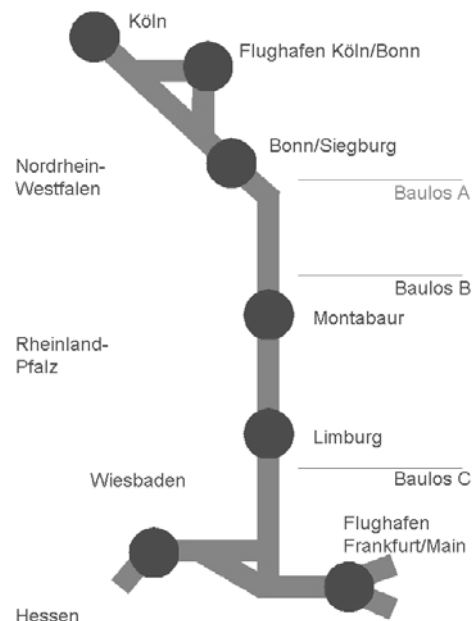 Köln
Flughafen Köln/Bonn
Bonn/Siegburg
Nordrhein-
Westfalen
Baulos A
Baulos B
Montabaur
Rheinland-
Pfalz
Limburg
Baulos C
Wiesbaden
Flughafen
Frankfurt/Main
Hessen